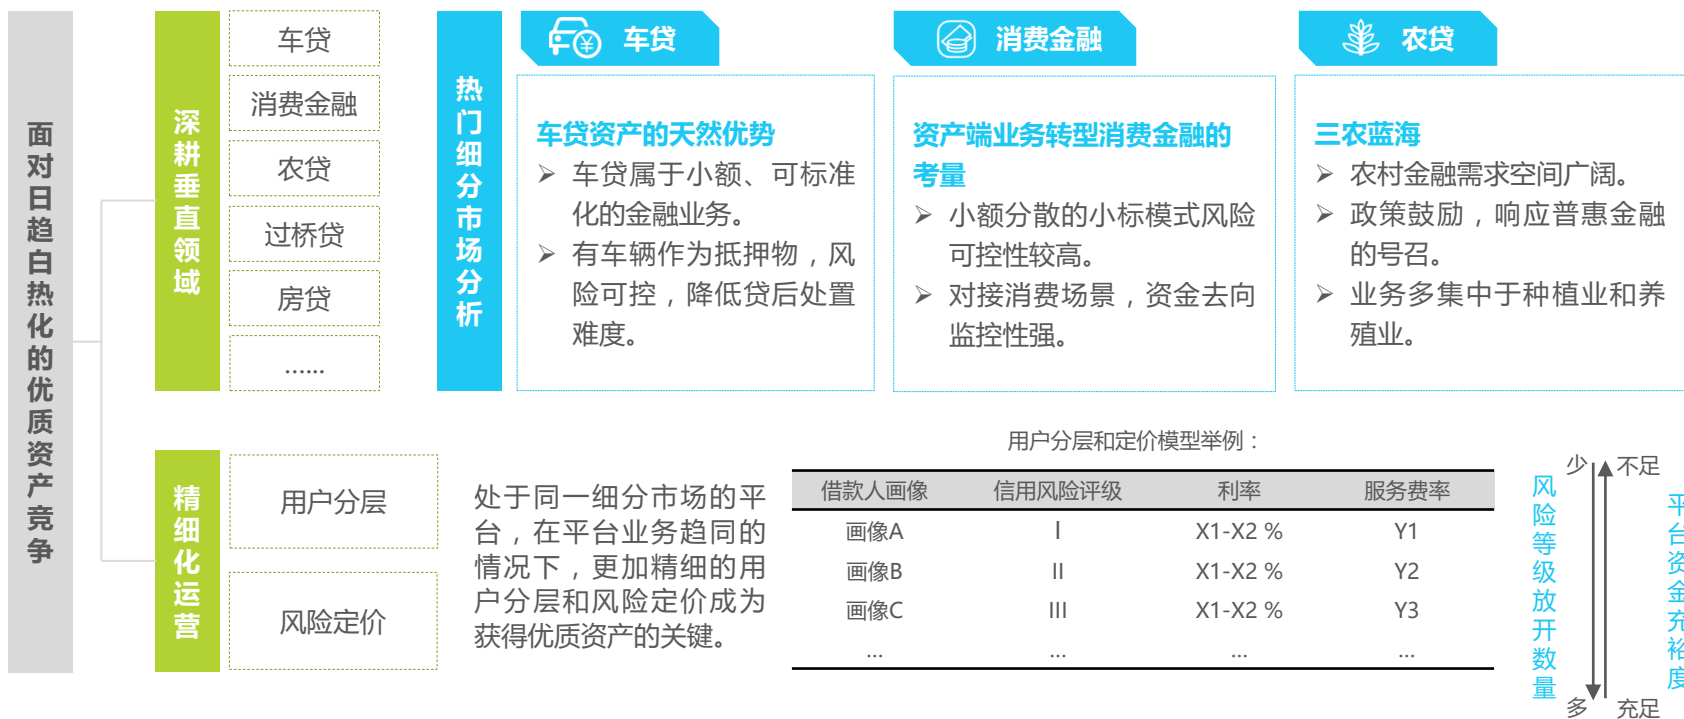 面对日趋白热化的优质资产竞争
深耕垂直领域
车贷
消费金融
农贷
过桥贷
房贷
......
热门细分市场分析
车贷
车贷资产的天然优势
➢ 车贷属于小额、可标准
化的金融业务。
➢ 有车辆作为抵押物，风
险可控，降低贷后处置
难度。
消费金融
资产端业务转型消费金融的
考量
➢ 小额分散的小标模式风险
可控性较高。
➢ 对接消费场景，资金去向
监控性强。
农贷
三农蓝海
➢ 农村金融需求空间广阔。
➢ 政策鼓励，响应普惠金融
的号召。
➢ 业务多集中于种植业和养
殖业。
精细化运营
用户分层
风险定价
处于同一细分市场的平
台，在平台业务趋同的
情况下，更加精细的用
户分层和风险定价成为
获得优质资产的关键。
用户分层和定价模型举例：
借款人画像 信用风险评级 利率 服务费率
画像A I X1-X2 % Y1
画像B II X1-X2 % Y2
画像C III X1-X2 % Y3
... ... ... ...
风险等级放开数量
少 不足
多 充足
平台资金充裕度